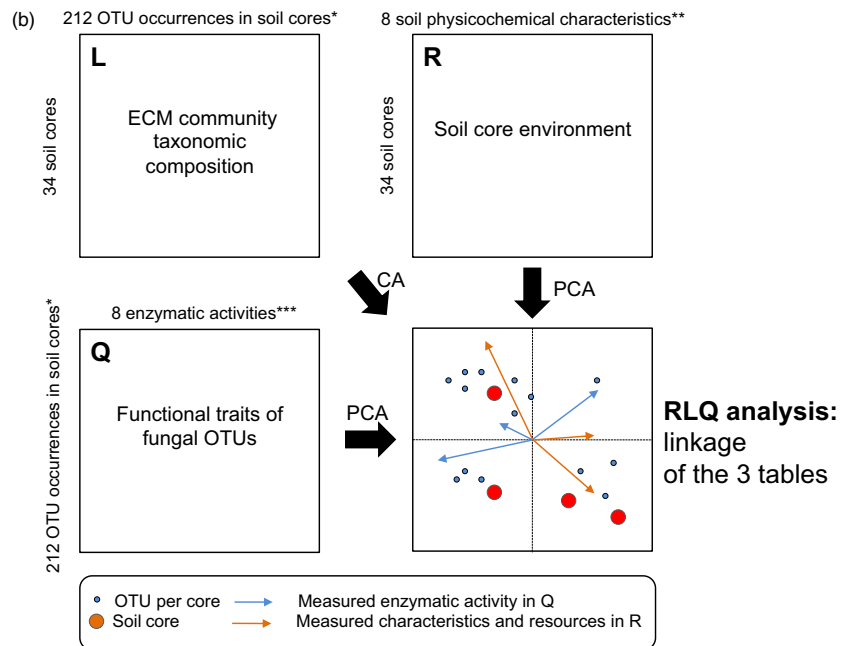 (b)
212 OTU occurrences in soil cores*
8 soil physicochemical characteristics**
34 soil cores
L
ECM community
taxonomic
composition
34 soil cores
R
Soil core environment
CA
PCA
212 OTU occurrences in soil cores*
8 enzymatic activities***
Q
Functional traits of
fungal OTUs
PCA
RLQ analysis:
linkage
of the 3 tables
OTU per core
Measured enzymatic activity in Q
Soil core
Measured characteristics and resources in R